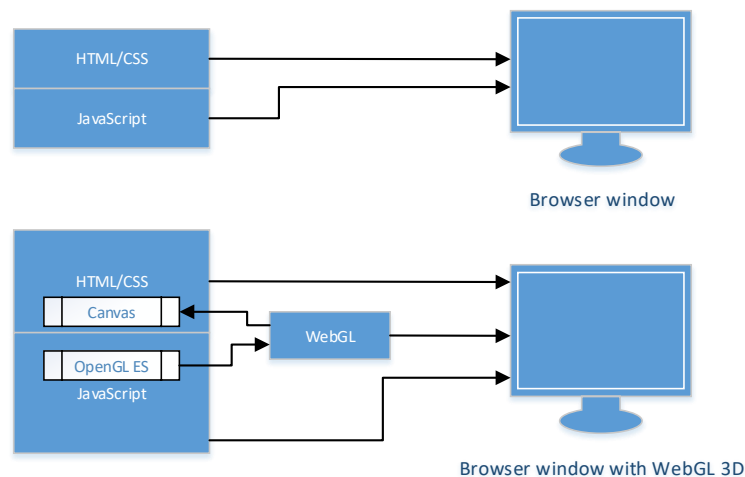 HTML/CSS
JavaScript
Browser window
HTML/CSS
Canvas
WebGL
OpenGL ES
JavaScript
Browser window with WebGL 3D